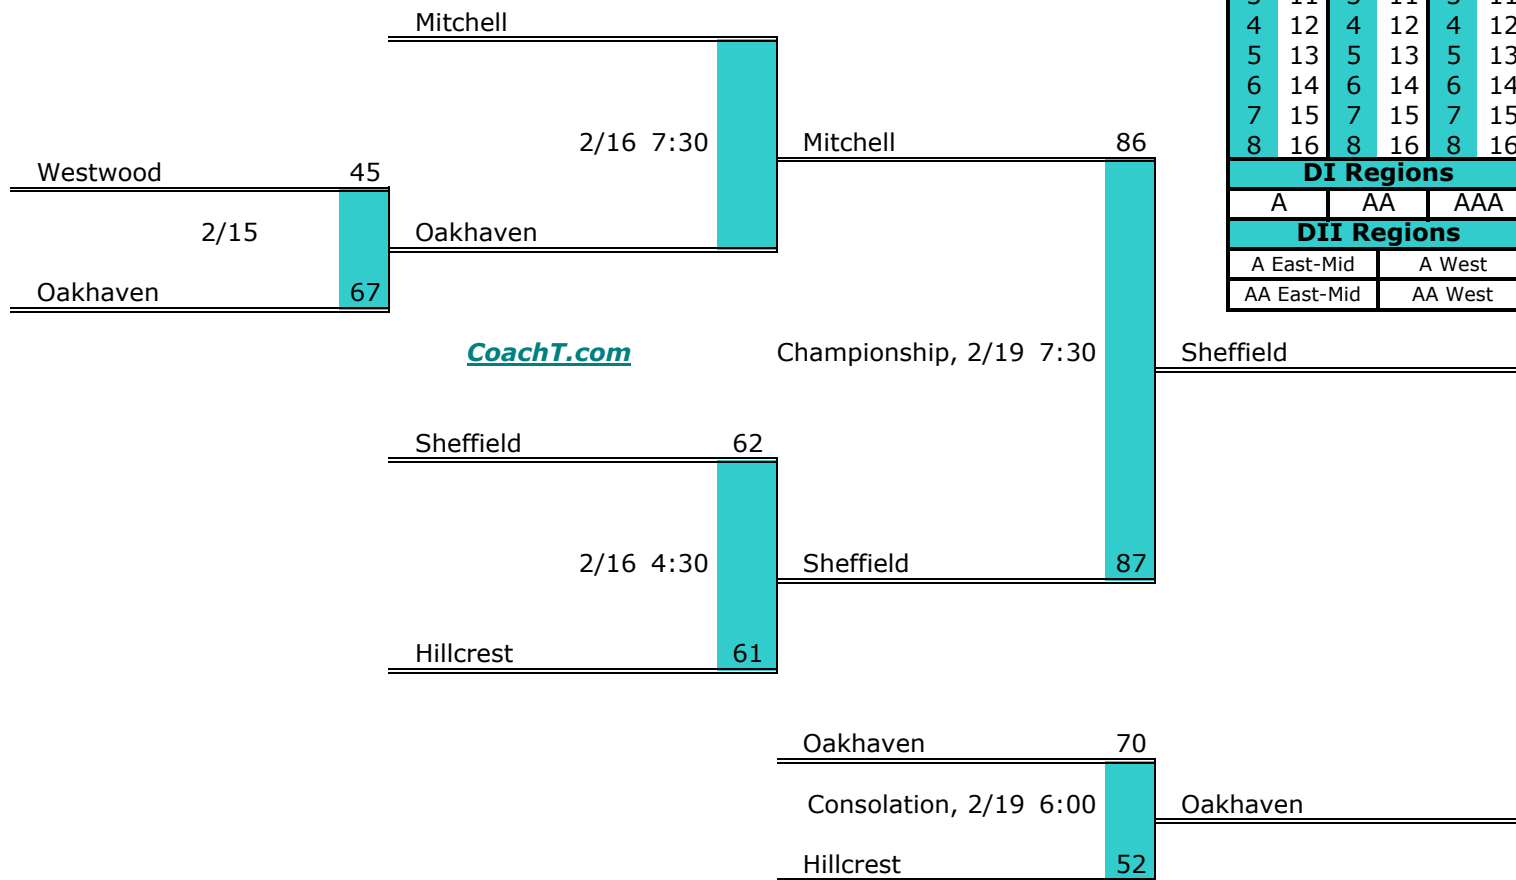 Mitchell
4 12 4 12 4 12
5 13 5 13 5 13
6 14 6 14 6 14
7 15 7 15 7 15
2/16 7:30 Mitchell 86
8 16 8 16 8 16
Westwood 45
DI Regions
A AA AAA
2/15 Oakhaven
DII Regions
A East-Mid A West
Oakhaven 67
AA East-Mid AA West
CoachT.com Championship, 2/19 7:30 Sheffield
Sheffield 62
2/16 4:30 Sheffield 87
Hillcrest 61
Oakhaven 70
Consolation, 2/19 6:00 Oakhaven
Hillcrest 52